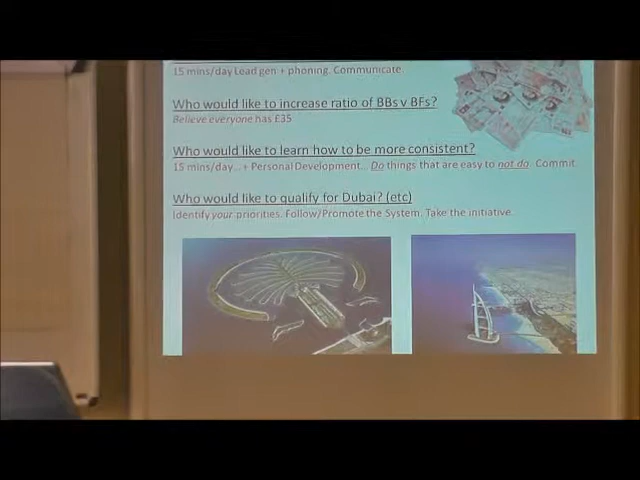 15 mins/day Lead gen + phoning. Communicate
Who would like to increase ratio of BBs v BFs?
Believe everyone has £35
Who would like to learn how to be more consistent?
15 mins/day... + Personal Development... Do things that are easy to not do. Commit
Who would like to qualify for Dubai? (etc)
Identify your priorities. Follow/Promote the System. Take the initiative.